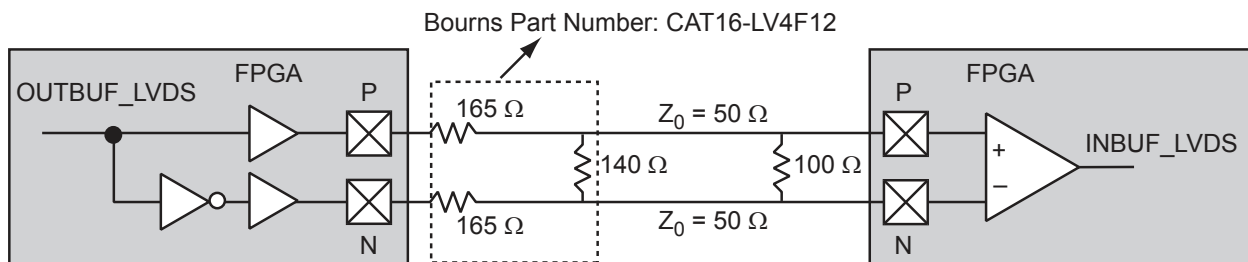 Bourns Part Number: CAT16-LV4F12
OUTBUF_LVDS
FPGA
P
165 Ω
Z0 = 50 Ω
140 Ω
100 Ω
165 Ω
Z0 = 50 Ω
N
FPGA
P
+
–
INBUF_LVDS
N